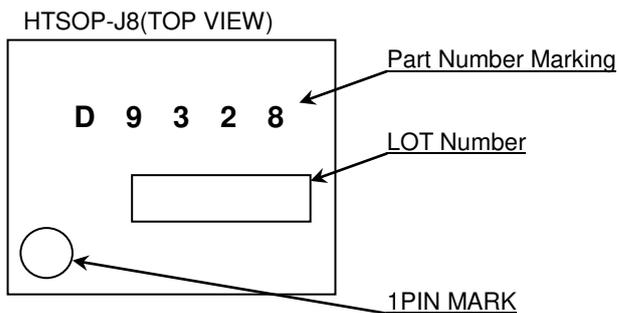 HTSOP-J8(TOP VIEW)
Part Number Marking
D 9 3 2 8
LOT Number
1PIN MARK